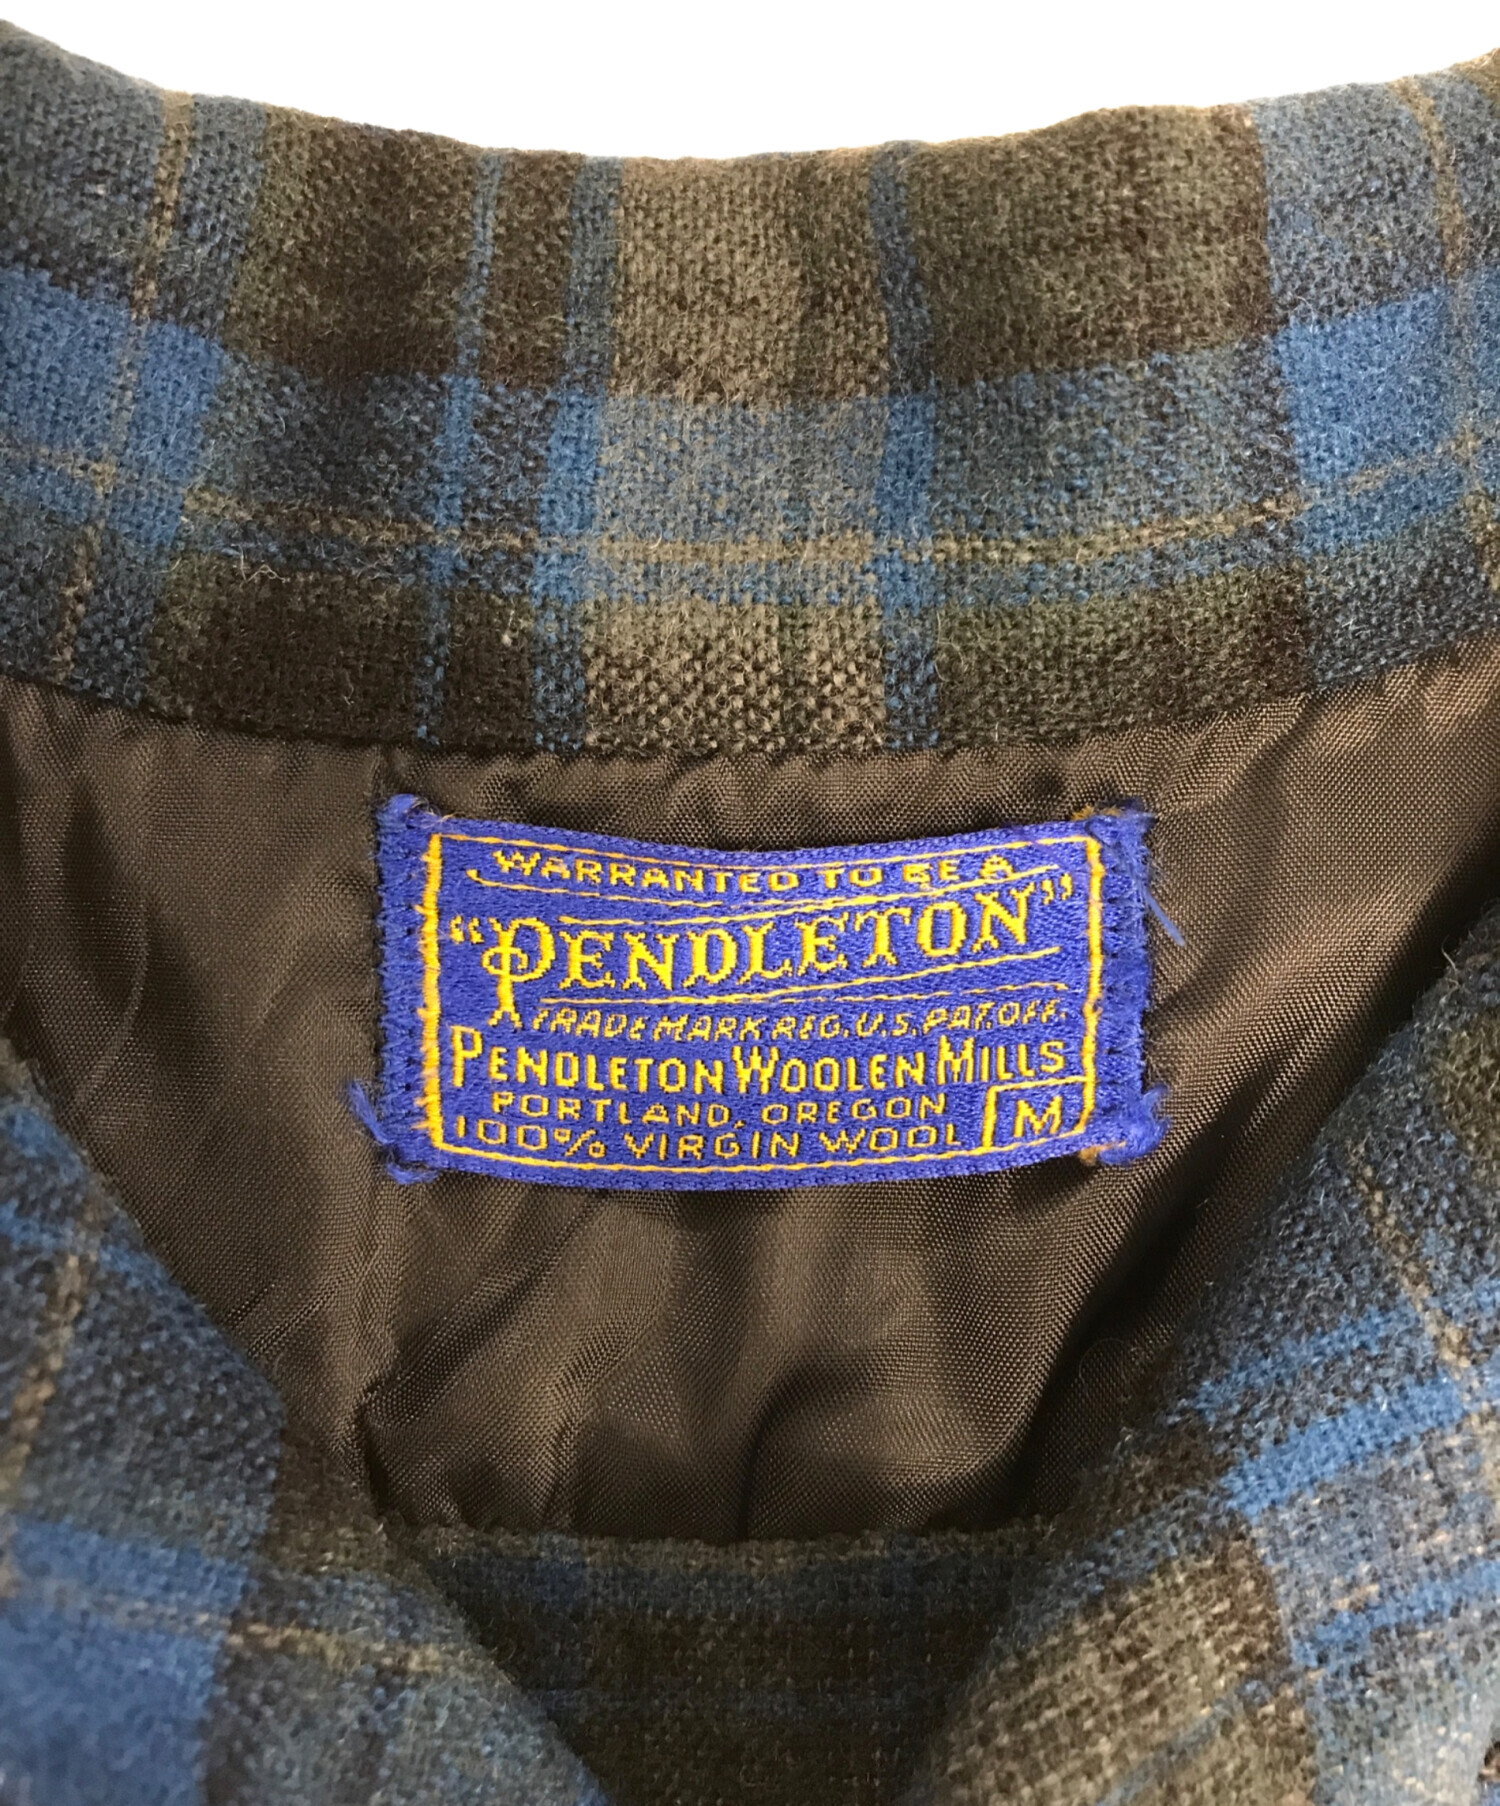 WARRANTED TO BE A
"PENDLETON"
TRADE MARK REG. U.S. PAT. OFF.
PENDLETON WOOLEN MILLS
PORTLAND, OREGON
100% VIRGIN WOOL M